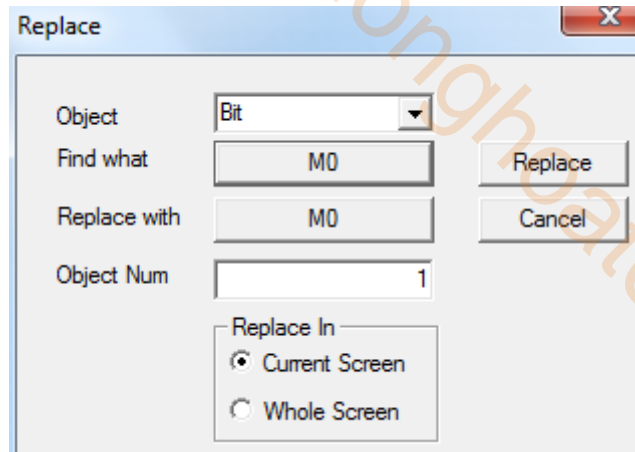 Replace
Object
Bit
Find what
M0
Replace
Replace with
M0
Cancel
Object Num
1
Replace In
Current Screen
Whole Screen